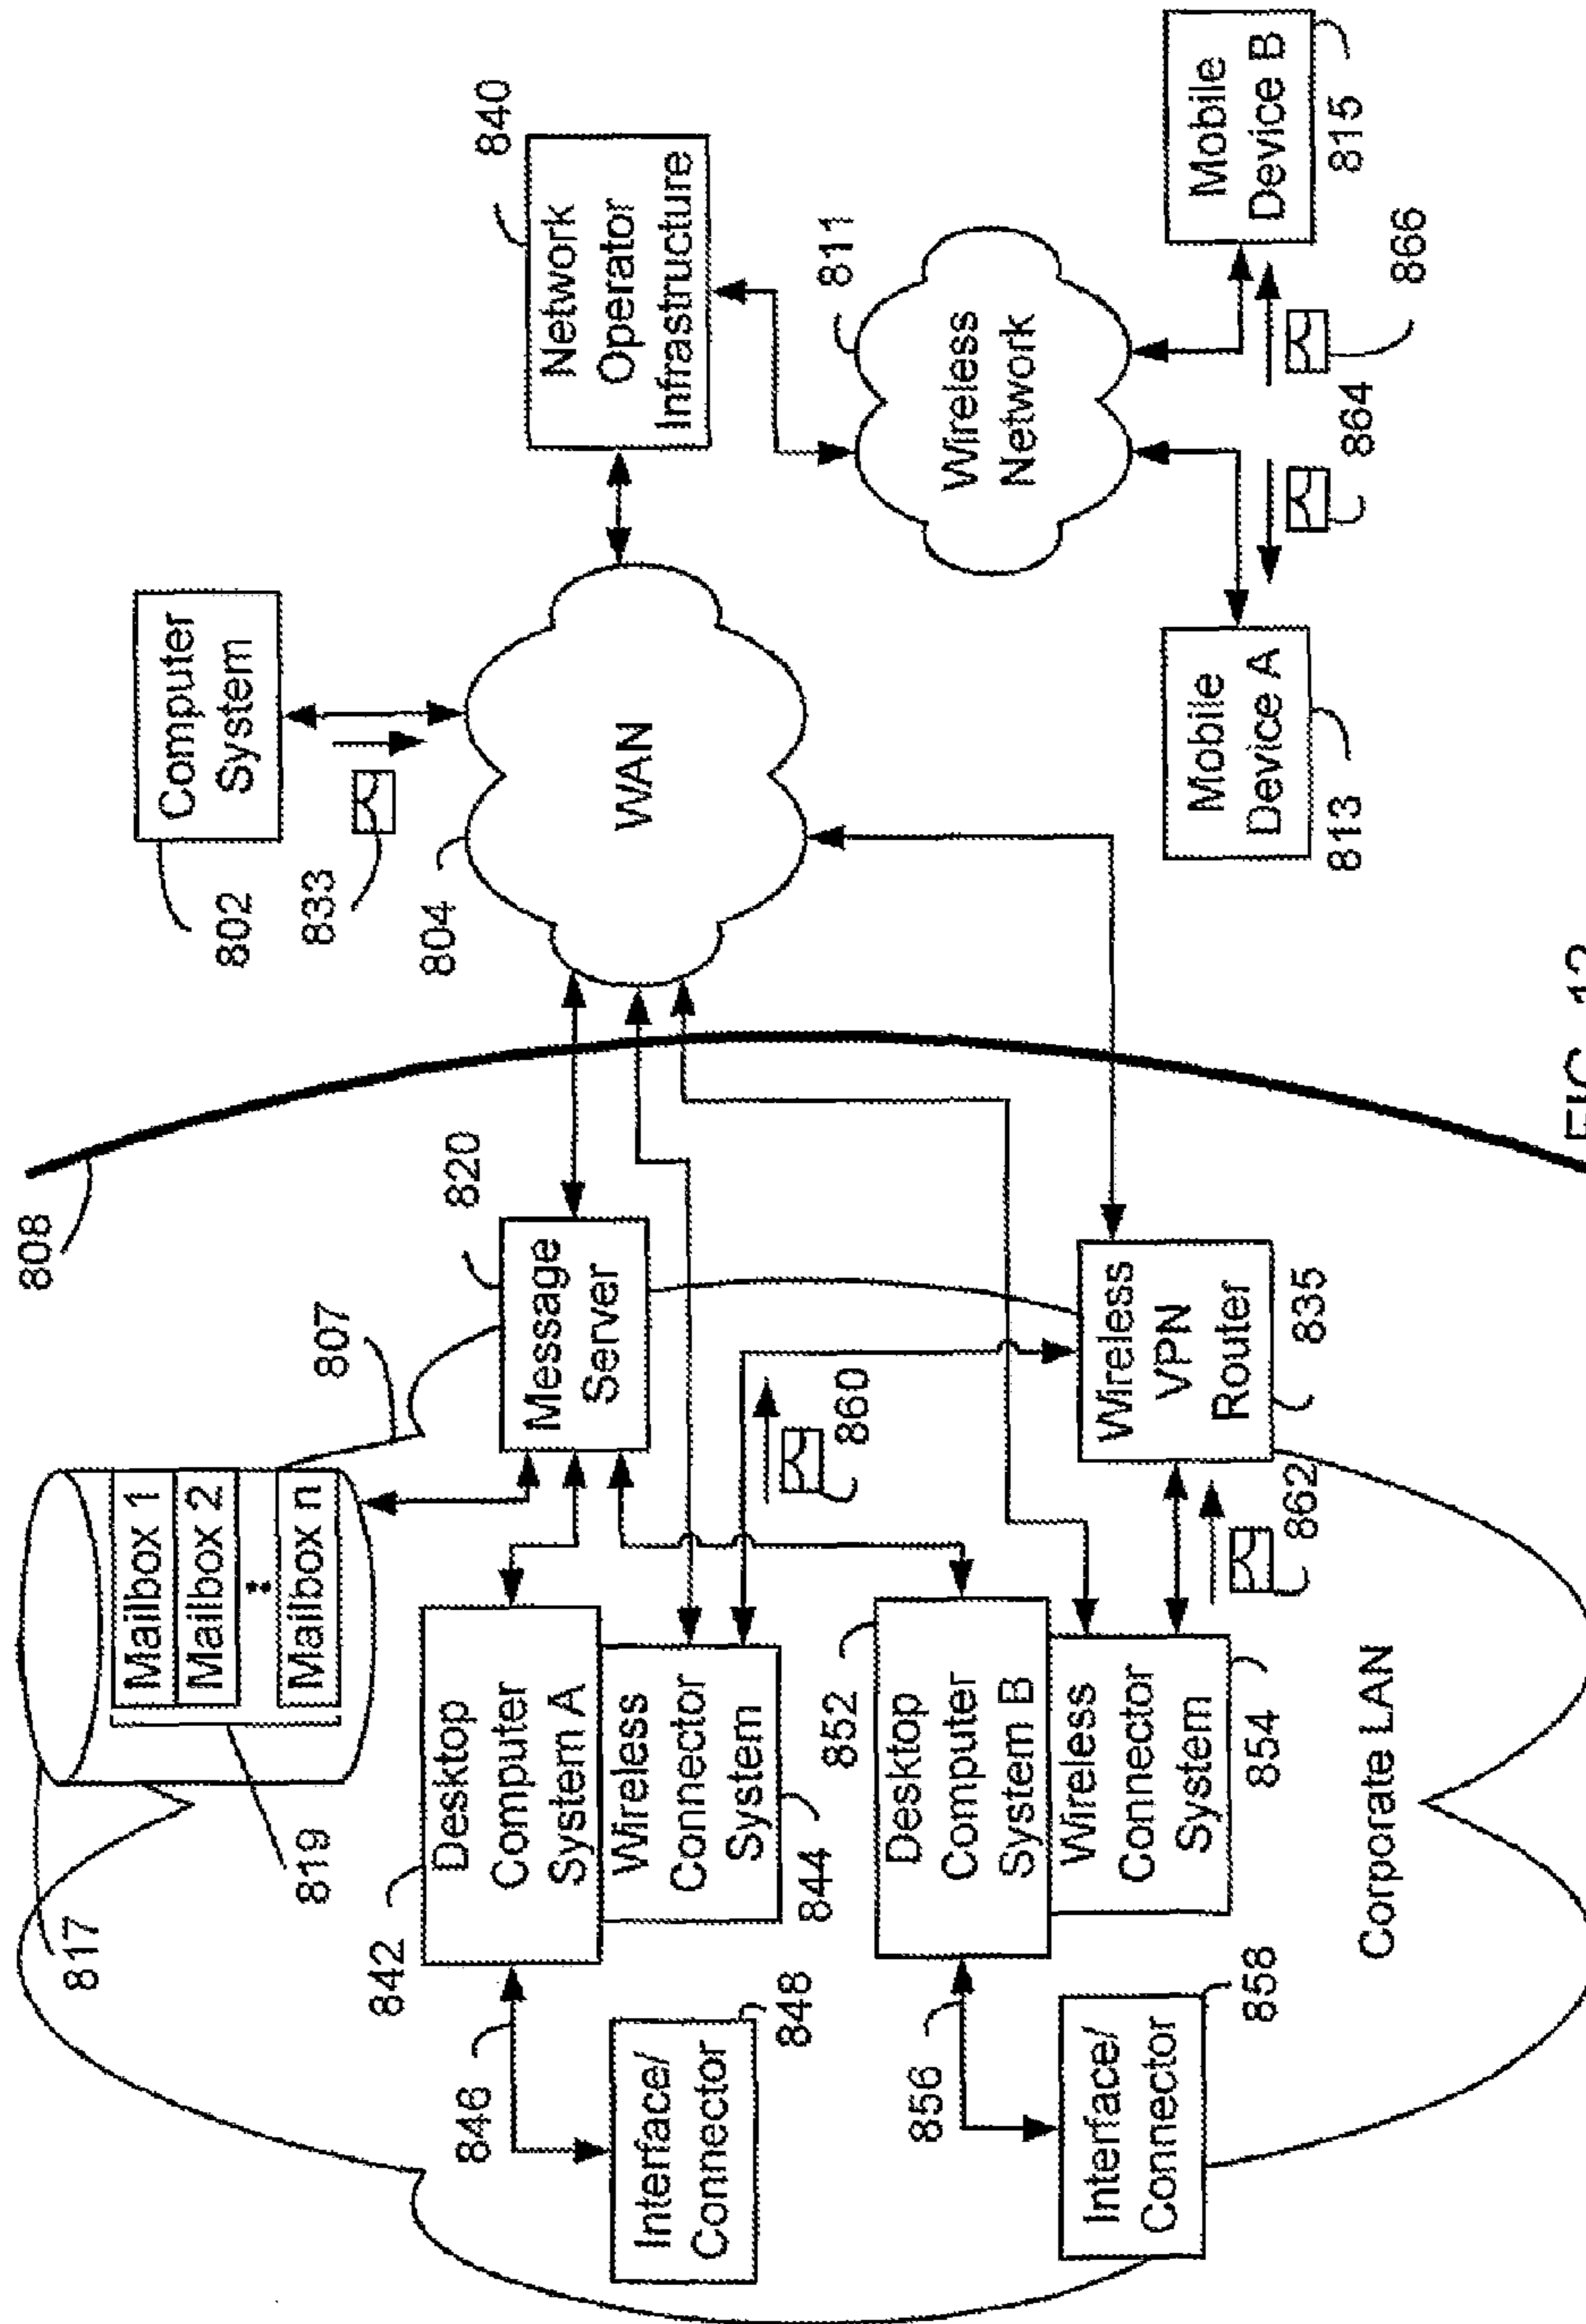 808
817
819
Mailbox 1
Mailbox 2
Mailbox n
807
820
Message
Server
842
Desktop
Computer
System A
Wireless
Connector
System
844
846
Interface/
Connector
848
860
852
Desktop
Computer
System B
Wireless
Connector
System
854
856
Interface/
Connector
858
862
Wireless
VPN
Router
835
Corporate LAN
802
Computer
System
833
804
WAN
840
Network
Operator
Infrastructure
811
Wireless
Network
Mobile
Device A
813
864
Mobile
Device B
815
866
FIG. 12